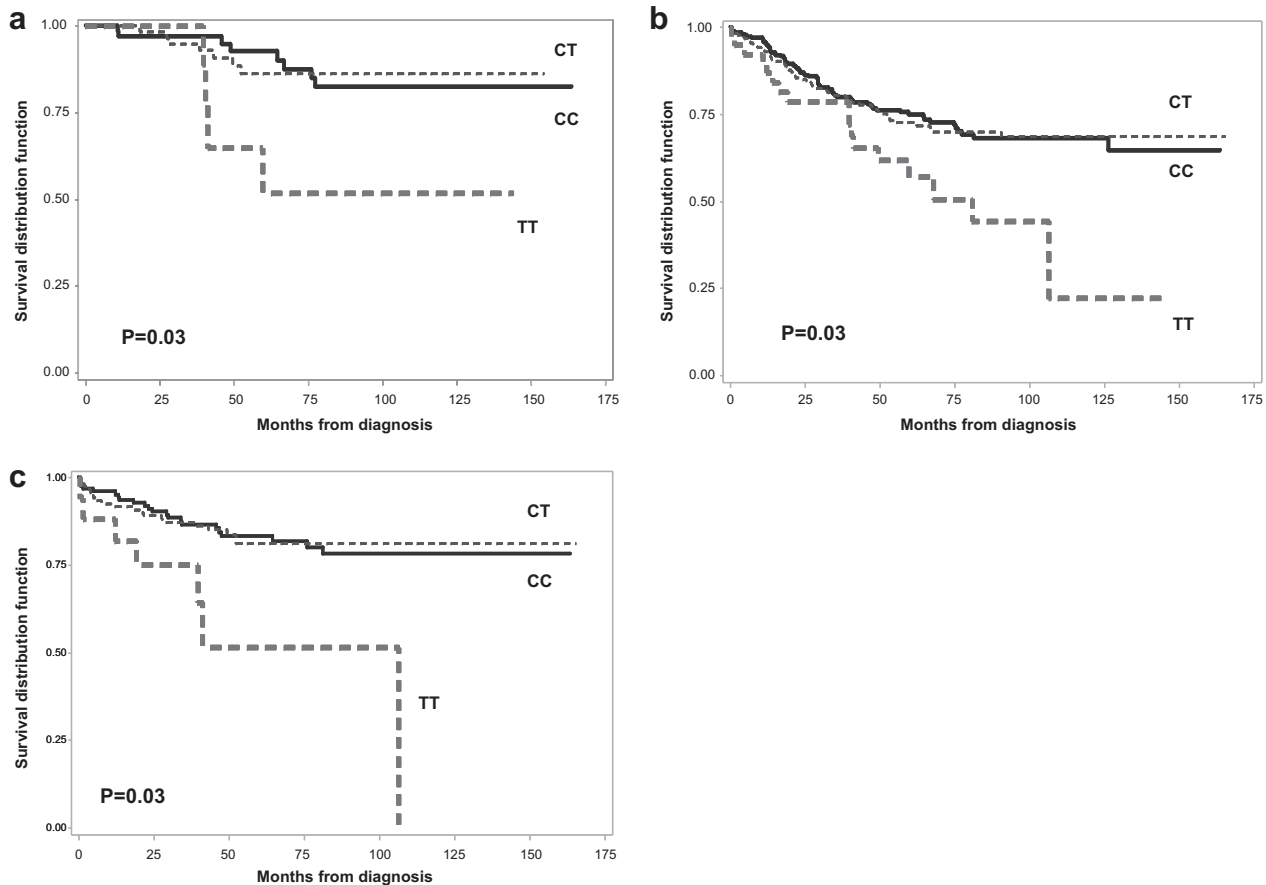 a
Survival distribution function
1.00
0.75
0.50
0.25
0.00
CT
CC
TT
P=0.03
0 25 50 75 100 125 150 175
Months from diagnosis
b
Survival distribution function
1.00
0.75
0.50
0.25
0.00
CT
CC
TT
P=0.03
0 25 50 75 100 125 150 175
Months from diagnosis
c
Survival distribution function
1.00
0.75
0.50
0.25
0.00
CT
CC
TT
P=0.03
0 25 50 75 100 125 150 175
Months from diagnosis